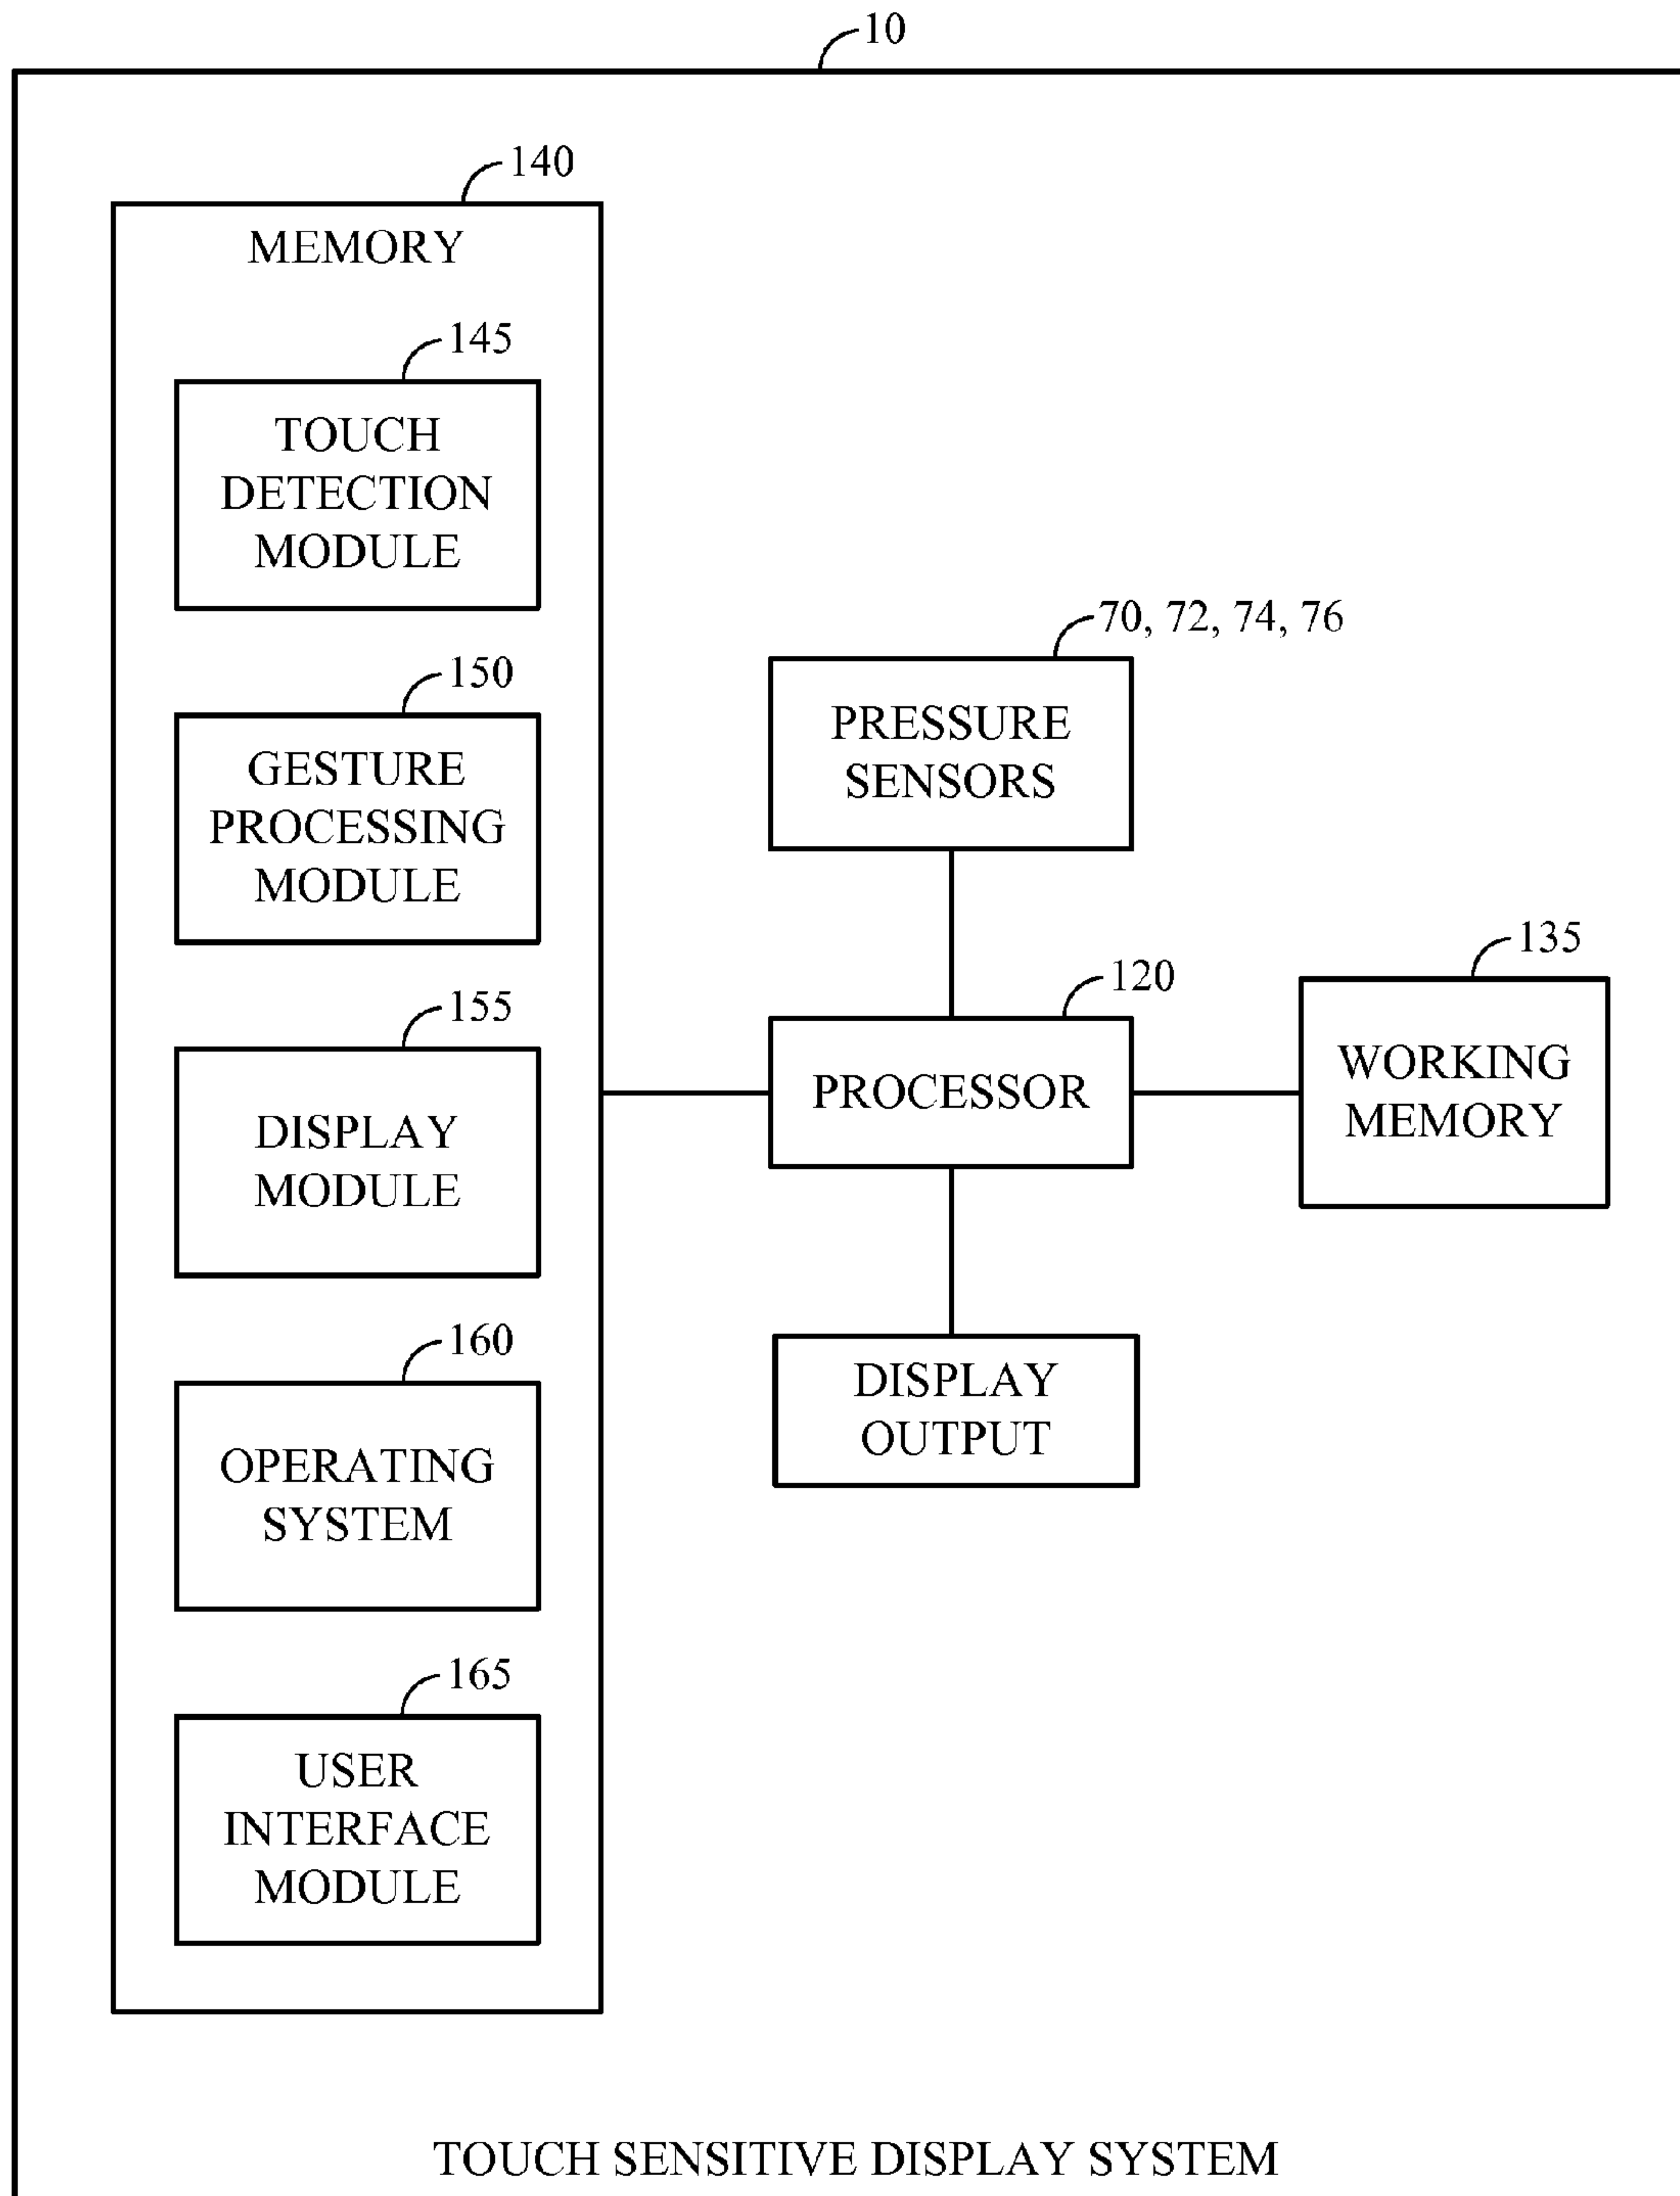 10
140
MEMORY
145
TOUCH
DETECTION
MODULE
150
GESTURE
PROCESSING
MODULE
155
DISPLAY
MODULE
160
OPERATING
SYSTEM
165
USER
INTERFACE
MODULE
70, 72, 74, 76
PRESSURE
SENSORS
120
PROCESSOR
135
WORKING
MEMORY
DISPLAY
OUTPUT
TOUCH SENSITIVE DISPLAY SYSTEM